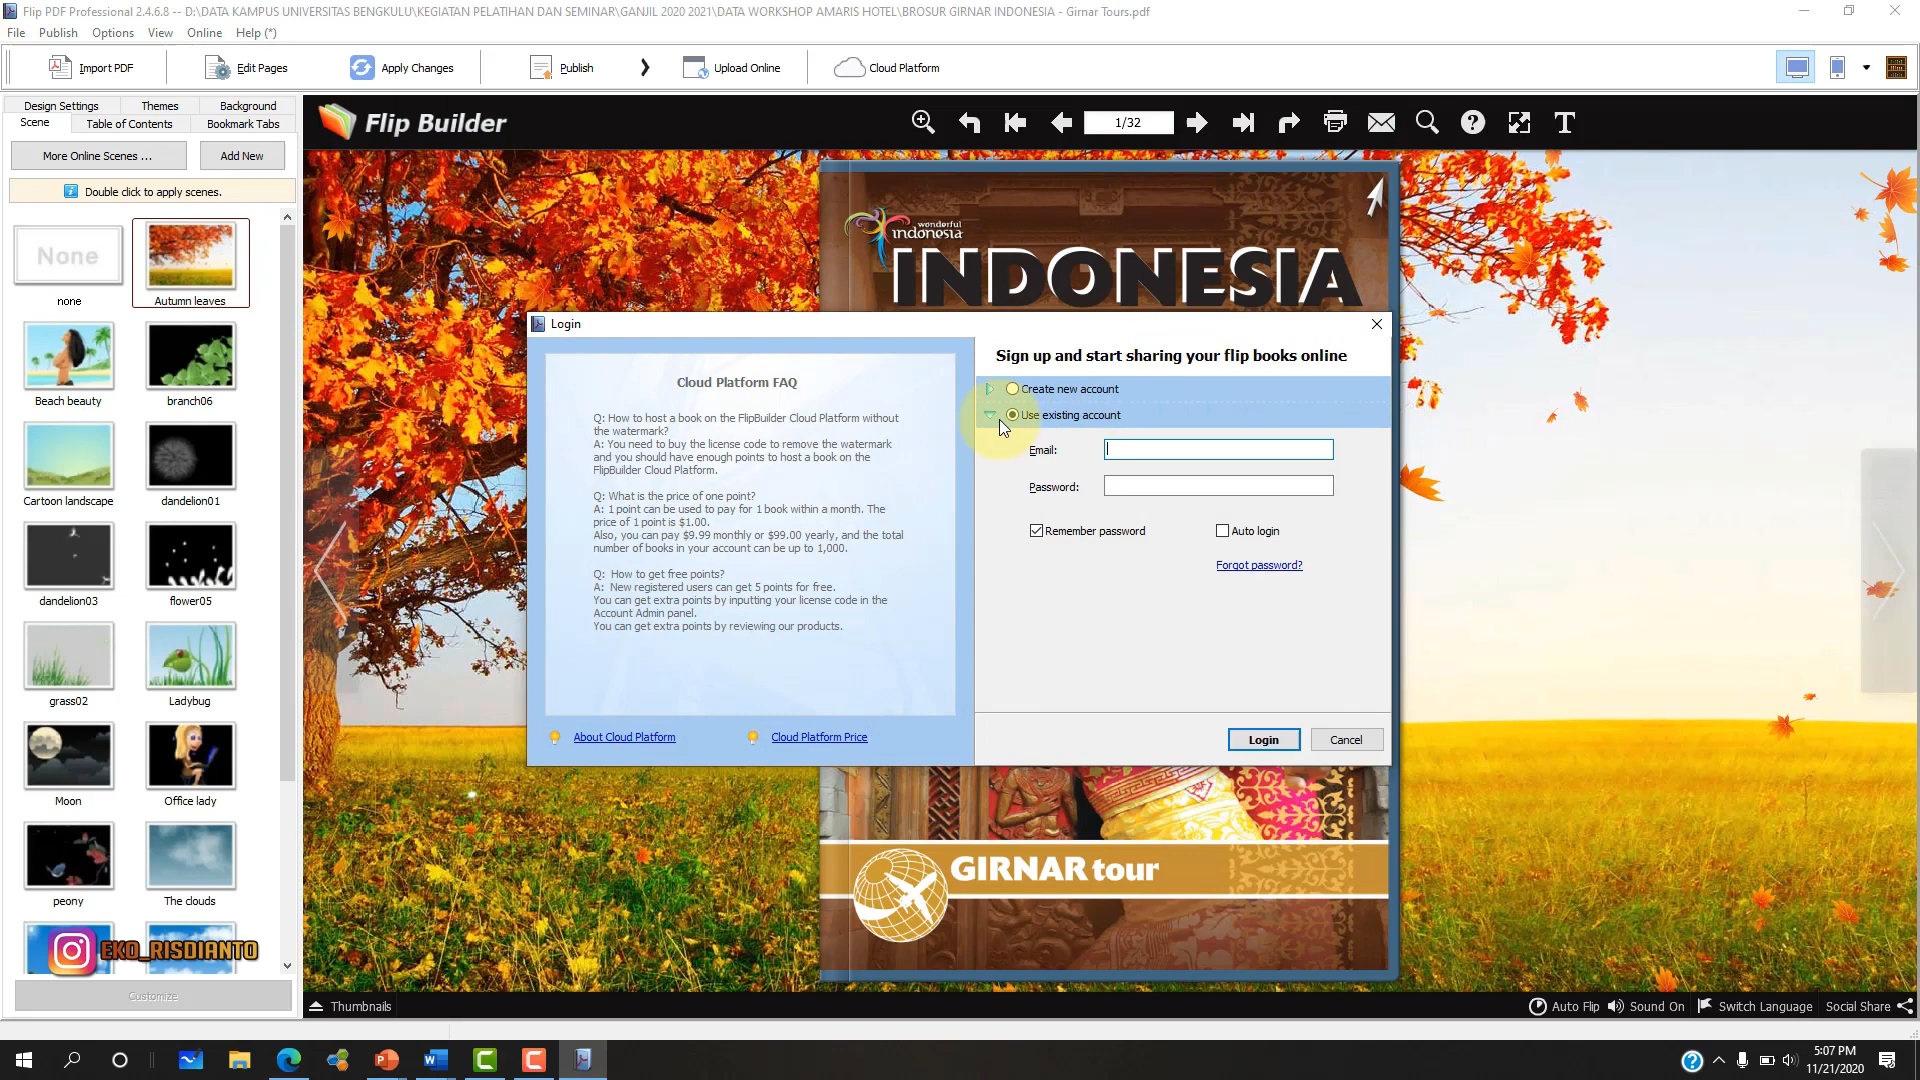 Flip PDF Professional 2.4.6.8 -- D:\DATA KAMPUS UNIVERSITAS BENGKULU\KEGIATAN PELATIHAN DAN SEMINAR\GANJIL 2020 2021\DATA WORKSHOP AMARIS HOTEL\BROSUR GIRNAR INDONESIA - Girnar Tours.pdf
File Publish Options View Online Help (*)
Import PDF Edit Pages Apply Changes Publish Upload Online Cloud Platform
Design Settings Themes Background
Scene Table of Contents Bookmark Tabs
More Online Scenes ... Add New
Double click to apply scenes.
None
none Autumn leaves
Beach beauty branch06
Cartoon landscape dandelion01
dandelion03 flower05
grass02 Ladybug
Moon Office lady
peony The clouds
EKO_RISDIANTO
Customize
Flip Builder
1/32
wonderful
indonesia
INDONESIA
Login
Cloud Platform FAQ
Q: How to host a book on the FlipBuilder Cloud Platform without
the watermark?
A: You need to buy the license code to remove the watermark
and you should have enough points to host a book on the
FlipBuilder Cloud Platform.
Q: What is the price of one point?
A: 1 point can be used to pay for 1 book within a month. The
price of 1 point is $1.00.
Also, you can pay $9.99 monthly or $99.00 yearly, and the total
number of books in your account can be up to 1,000.
Q: How to get free points?
A: New registered users can get 5 points for free.
You can get extra points by inputting your license code in the
Account Admin panel.
You can get extra points by reviewing our products.
About Cloud Platform Cloud Platform Price
Sign up and start sharing your flip books online
Create new account
Use existing account
Email:
Password:
Remember password Auto login
Forgot password?
Login Cancel
GIRNAR tour
Thumbnails
Auto Flip Sound On Switch Language Social Share
5:07 PM
11/21/2020